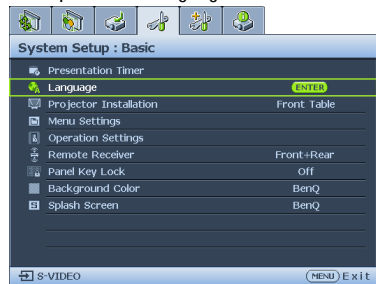 System Setup : Basic
Presentation Timer
Language ENTER
Projector Installation Front Table
Menu Settings
Operation Settings
Remote Receiver Front+Rear
Panel Key Lock Off
Background Color BenQ
Splash Screen BenQ
S-VIDEO MENU Exit